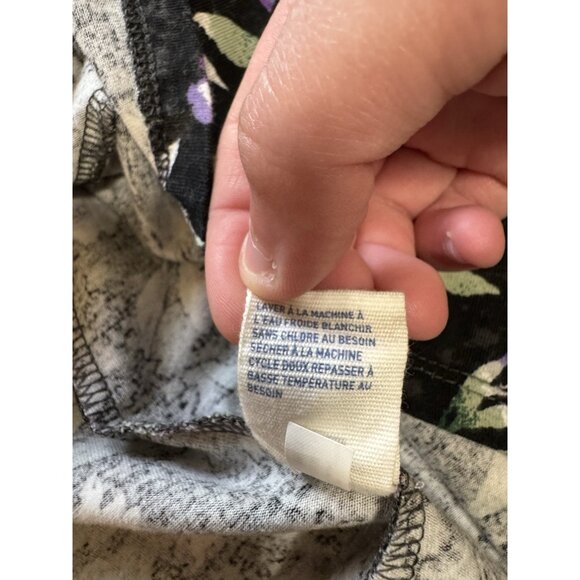 LAVER À LA MACHINE À
L'EAU FROIDE BLANCHIR
SANS CHLORE AU BESOIN
SÉCHER À LA MACHINE
CYCLE DOUX REPASSER À
BASSE TEMPÉRATURE AU
BESOIN